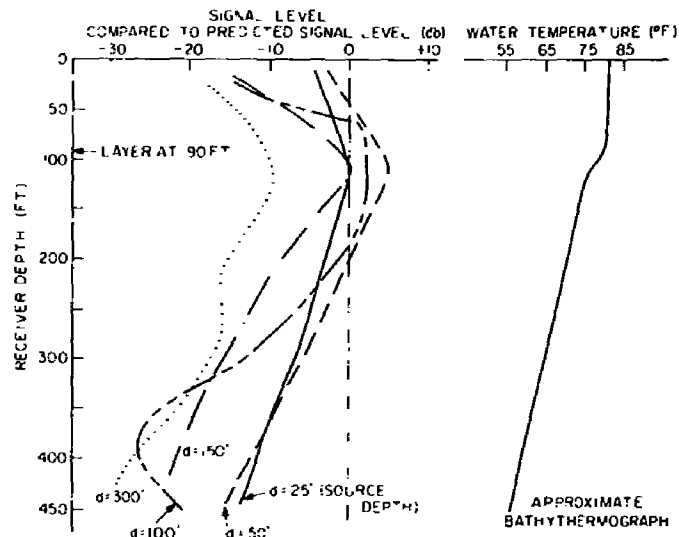 SIGNAL LEVEL
COMPARED TO PREDICTED SIGNAL LEVEL (db)
-30 -20 -10 0 +10
WATER TEMPERATURE (°F)
55 65 75 85
0
50
LAYER AT 90 FT
100
200
300
400
450
RECEIVER DEPTH (FT)
d=150'
d=300'
d=100'
d=50'
d=25' (SOURCE
DEPTH)
APPROXIMATE
BATHYTHERMOGRAPH